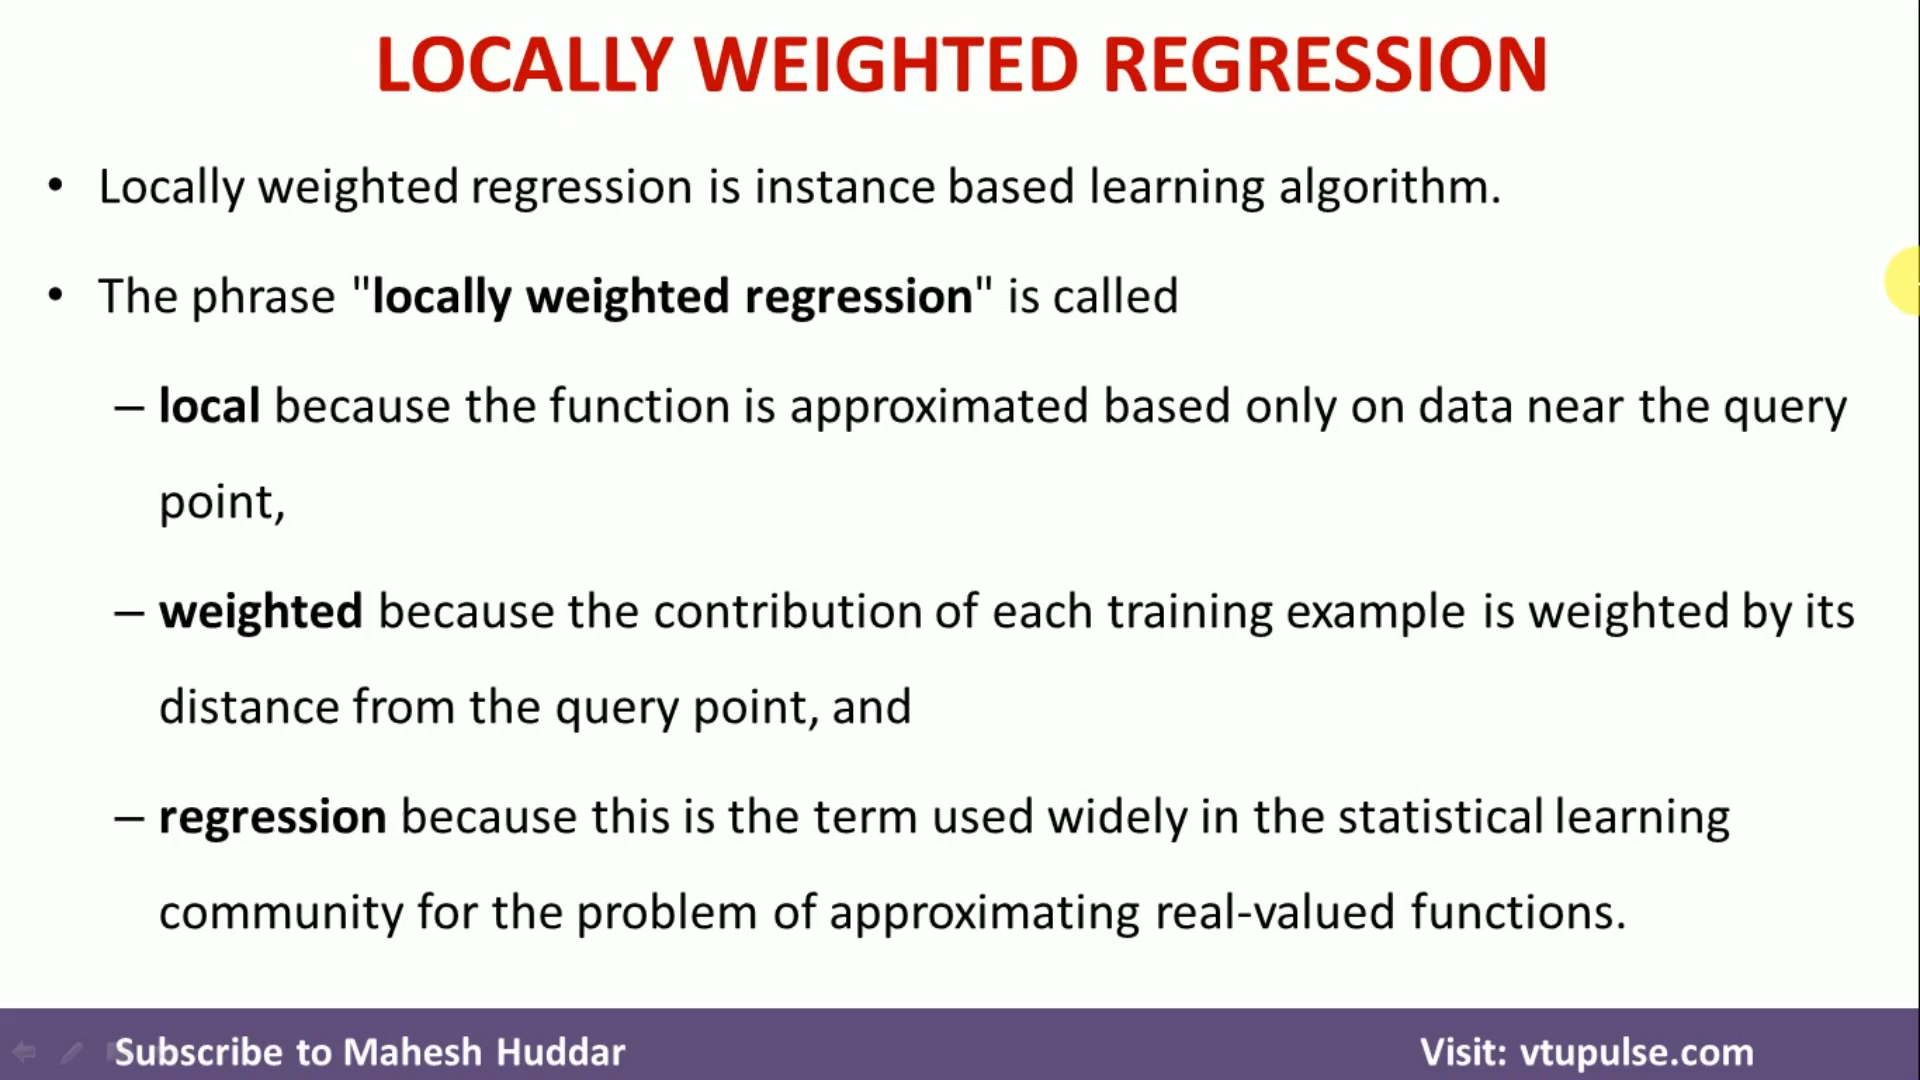 LOCALLY WEIGHTED REGRESSION
• Locally weighted regression is instance based learning algorithm.
• The phrase "locally weighted regression" is called
– local because the function is approximated based only on data near the query
point,
– weighted because the contribution of each training example is weighted by its
distance from the query point, and
– regression because this is the term used widely in the statistical learning
community for the problem of approximating real-valued functions.
Subscribe to Mahesh Huddar
Visit: vtupulse.com